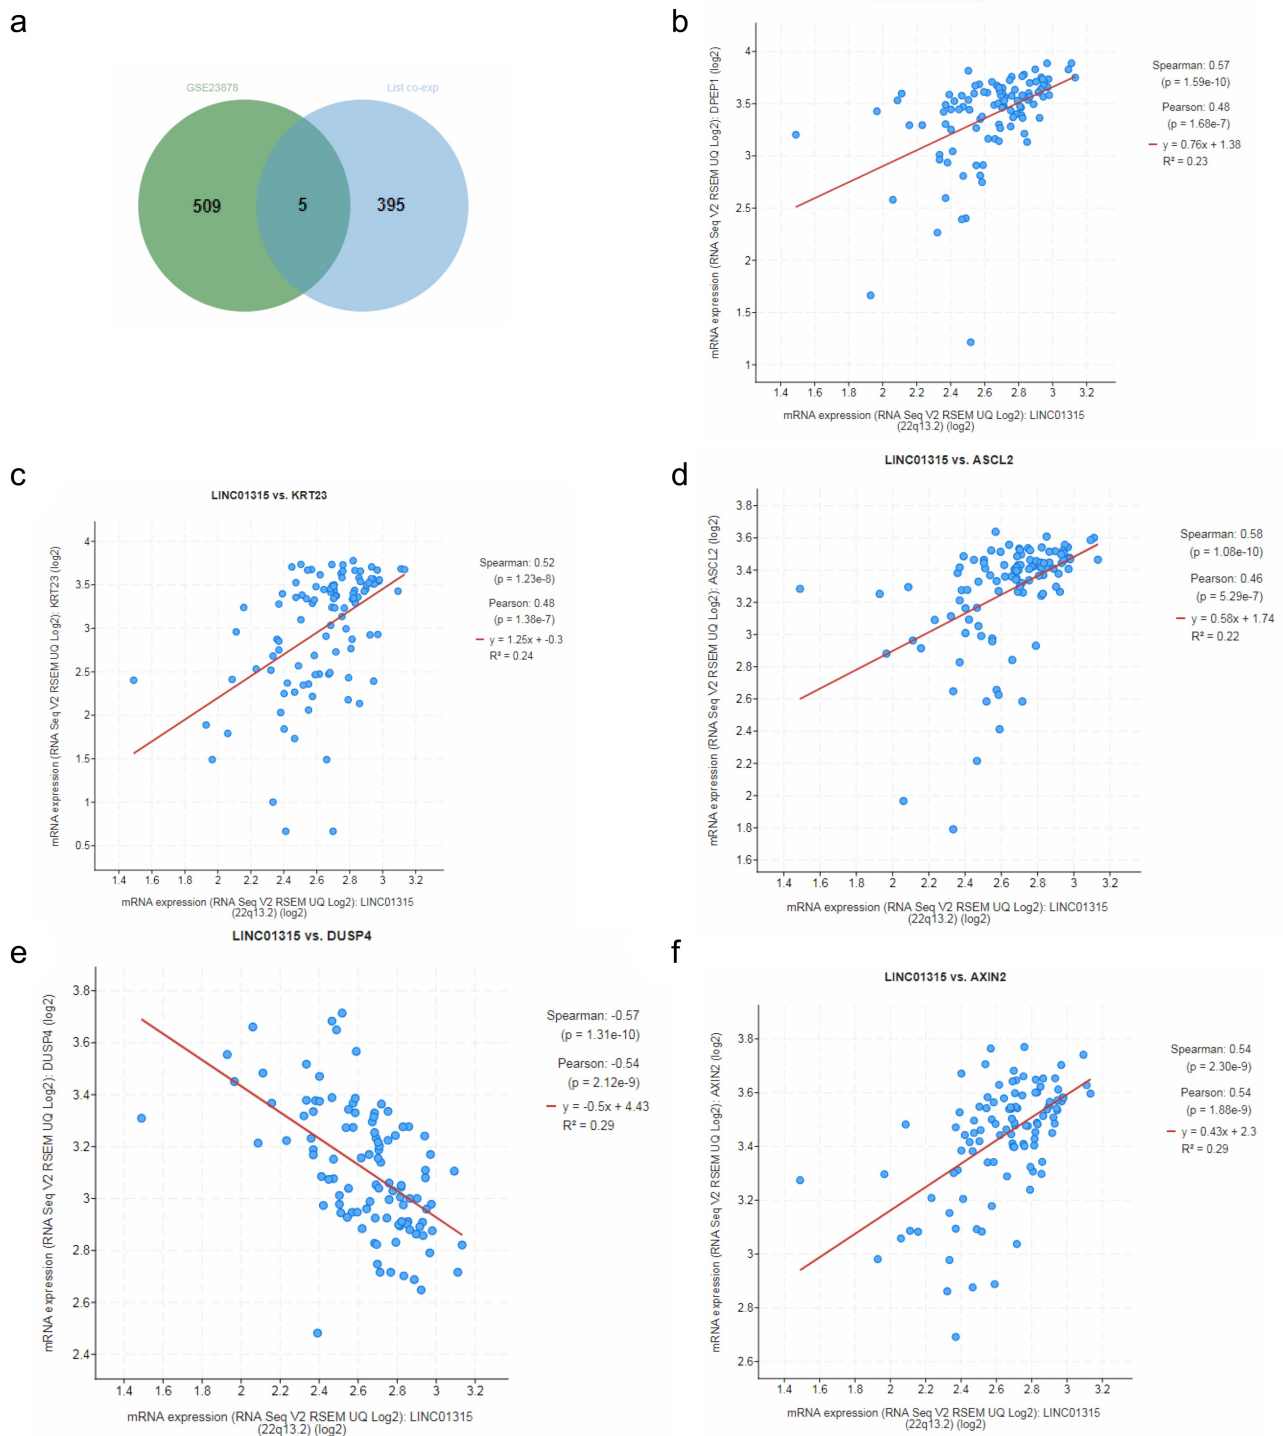 a
GSE23878
List co-exp
509
5
395
b
mRNA expression (RNA Seq V2 RSEM UQ Log2): DPEP1 (log2)
4
3.5
3
2.5
2
1.5
1
1.4 1.6 1.8 2 2.2 2.4 2.6 2.8 3 3.2
mRNA expression (RNA Seq V2 RSEM UQ Log2): LINC01315
(22q13.2) (log2)
Spearman: 0.57
(p = 1.59e-10)
Pearson: 0.48
(p = 1.68e-7)
y = 0.76x + 1.38
R² = 0.23
c
LINC01315 vs. KRT23
mRNA expression (RNA Seq V2 RSEM UQ Log2): KRT23 (log2)
4
3.5
3
2.5
2
1.5
1
0.5
1.4 1.6 1.8 2 2.2 2.4 2.6 2.8 3 3.2
mRNA expression (RNA Seq V2 RSEM UQ Log2): LINC01315
(22q13.2) (log2)
Spearman: 0.52
(p = 1.23e-8)
Pearson: 0.48
(p = 1.38e-7)
y = 1.25x + -0.3
R² = 0.24
d
LINC01315 vs. ASCL2
mRNA expression (RNA Seq V2 RSEM UQ Log2): ASCL2 (log2)
3.8
3.6
3.4
3.2
3
2.8
2.6
2.4
2.2
2
1.8
1.6
1.4 1.6 1.8 2 2.2 2.4 2.6 2.8 3 3.2
mRNA expression (RNA Seq V2 RSEM UQ Log2): LINC01315
(22q13.2) (log2)
Spearman: 0.58
(p = 1.08e-10)
Pearson: 0.46
(p = 5.29e-7)
y = 0.58x + 1.74
R² = 0.22
e
LINC01315 vs. DUSP4
mRNA expression (RNA Seq V2 RSEM UQ Log2): DUSP4 (log2)
3.8
3.6
3.4
3.2
3
2.8
2.6
2.4
1.4 1.6 1.8 2 2.2 2.4 2.6 2.8 3 3.2
mRNA expression (RNA Seq V2 RSEM UQ Log2): LINC01315
(22q13.2) (log2)
Spearman: -0.57
(p = 1.31e-10)
Pearson: -0.54
(p = 2.12e-9)
y = -0.5x + 4.43
R² = 0.29
f
LINC01315 vs. AXIN2
mRNA expression (RNA Seq V2 RSEM UQ Log2): AXIN2 (log2)
3.8
3.6
3.4
3.2
3
2.8
2.6
1.4 1.6 1.8 2 2.2 2.4 2.6 2.8 3 3.2
mRNA expression (RNA Seq V2 RSEM UQ Log2): LINC01315
(22q13.2) (log2)
Spearman: 0.54
(p = 2.30e-9)
Pearson: 0.54
(p = 1.88e-9)
y = 0.43x + 2.3
R² = 0.29